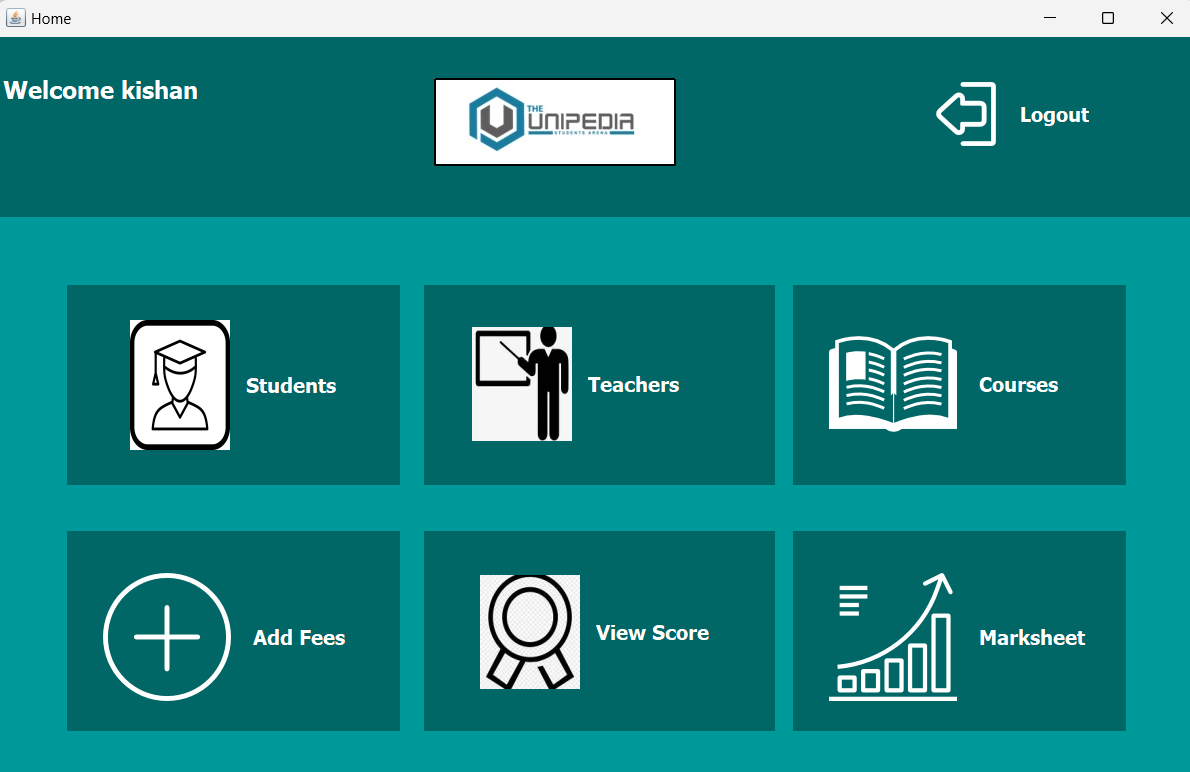 Home
Welcome kishan
THE
UNIPEDIA
STUDENTS ARENA
Logout
Students
Teachers
Courses
Add Fees
View Score
Marksheet